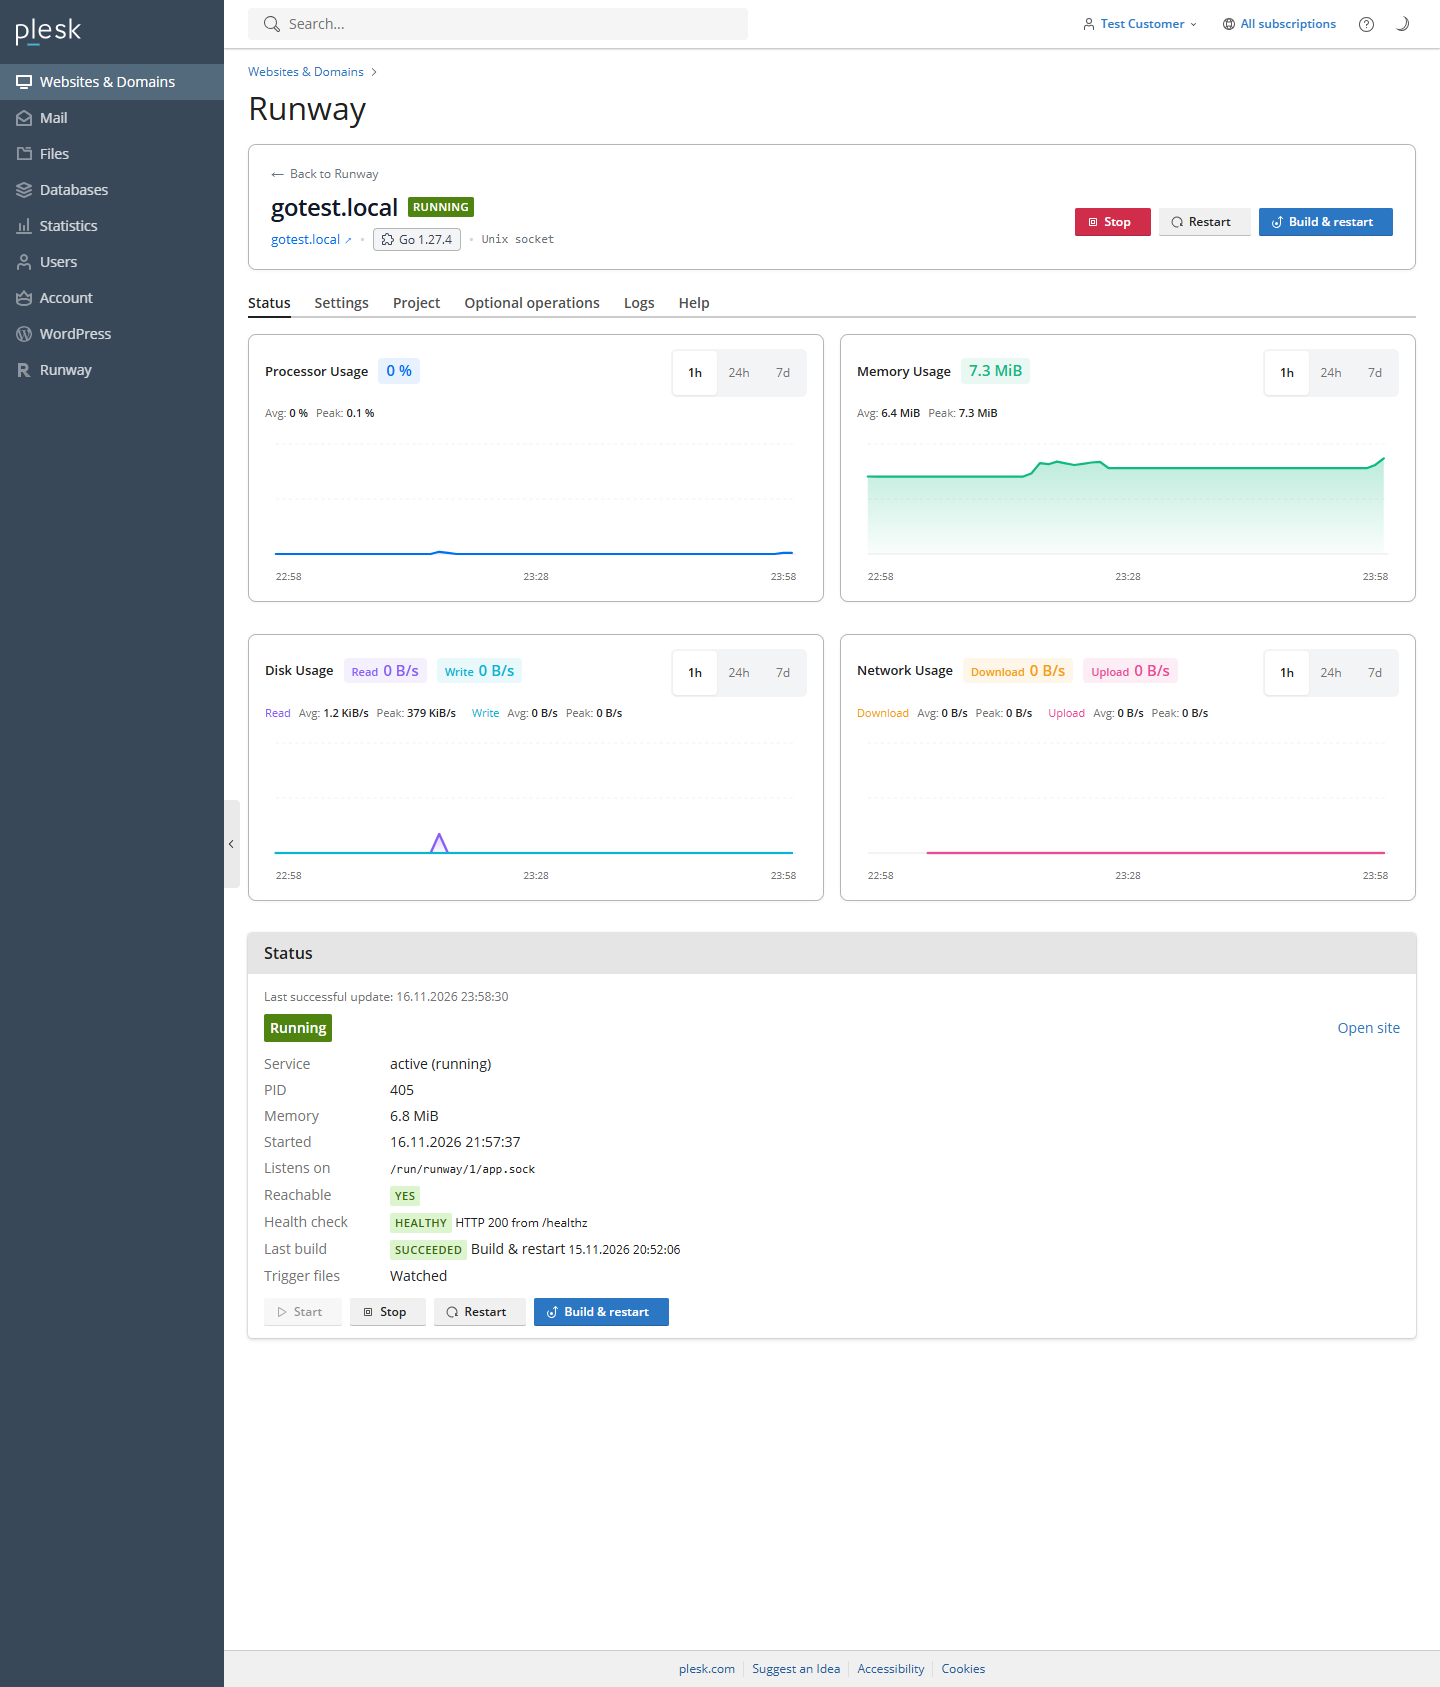 plesk
Search...
Test Customer
All subscriptions
Websites & Domains
Mail
Files
Databases
Statistics
Users
Account
WordPress
Runway
Websites & Domains
Runway
← Back to Runway
gotest.local RUNNING
gotest.local ↗ • Go 1.27.4 • Unix socket
Stop Restart Build & restart
Status Settings Project Optional operations Logs Help
Processor Usage 0 % 1h 24h 7d
Avg: 0 % Peak: 0.1 %
22:58 23:28 23:58
Memory Usage 7.3 MiB 1h 24h 7d
Avg: 6.4 MiB Peak: 7.3 MiB
22:58 23:28 23:58
Disk Usage Read 0 B/s Write 0 B/s 1h 24h 7d
Read Avg: 1.2 KiB/s Peak: 379 KiB/s Write Avg: 0 B/s Peak: 0 B/s
22:58 23:28 23:58
Network Usage Download 0 B/s Upload 0 B/s 1h 24h 7d
Download Avg: 0 B/s Peak: 0 B/s Upload Avg: 0 B/s Peak: 0 B/s
22:58 23:28 23:58
Status
Last successful update: 16.11.2026 23:58:30
Running Open site
Service active (running)
PID 405
Memory 6.8 MiB
Started 16.11.2026 21:57:37
Listens on /run/runway/1/app.sock
Reachable YES
Health check HEALTHY HTTP 200 from /healthz
Last build SUCCEEDED Build & restart 15.11.2026 20:52:06
Trigger files Watched
Start Stop Restart Build & restart
plesk.com Suggest an Idea Accessibility Cookies